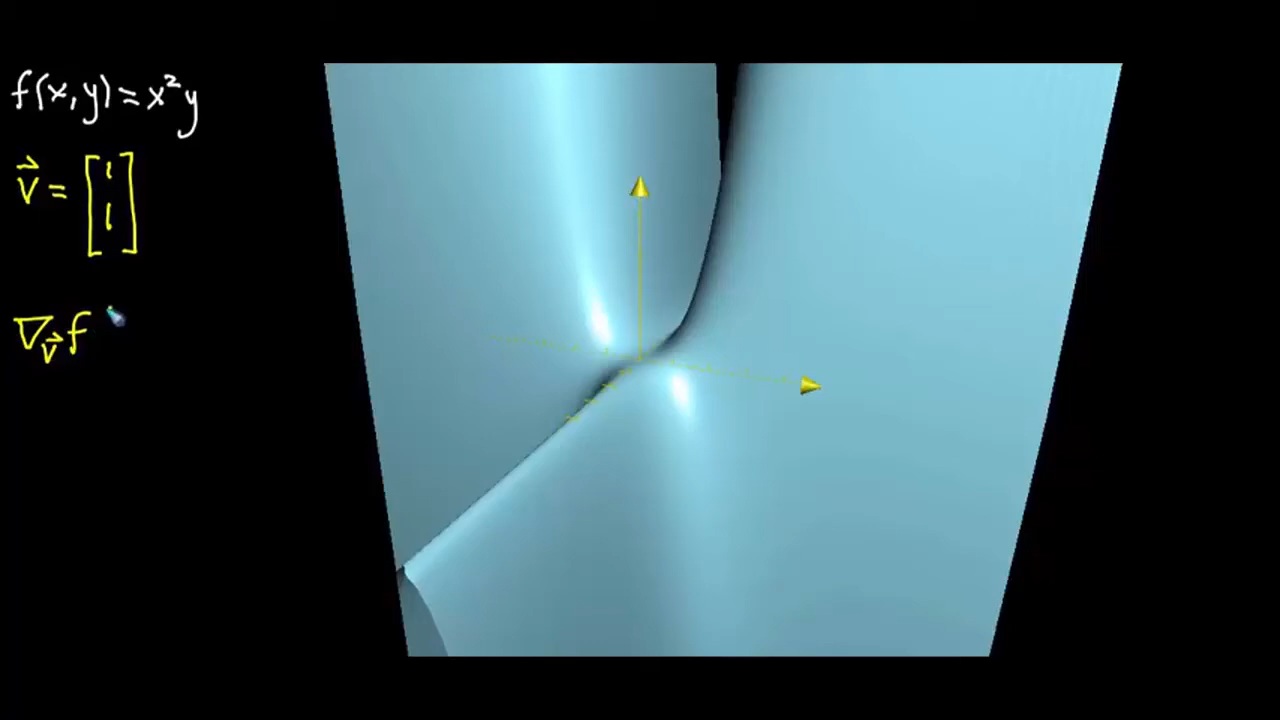 f(x,y)=x²y
v⃗ = [1 1]
∇v⃗ f